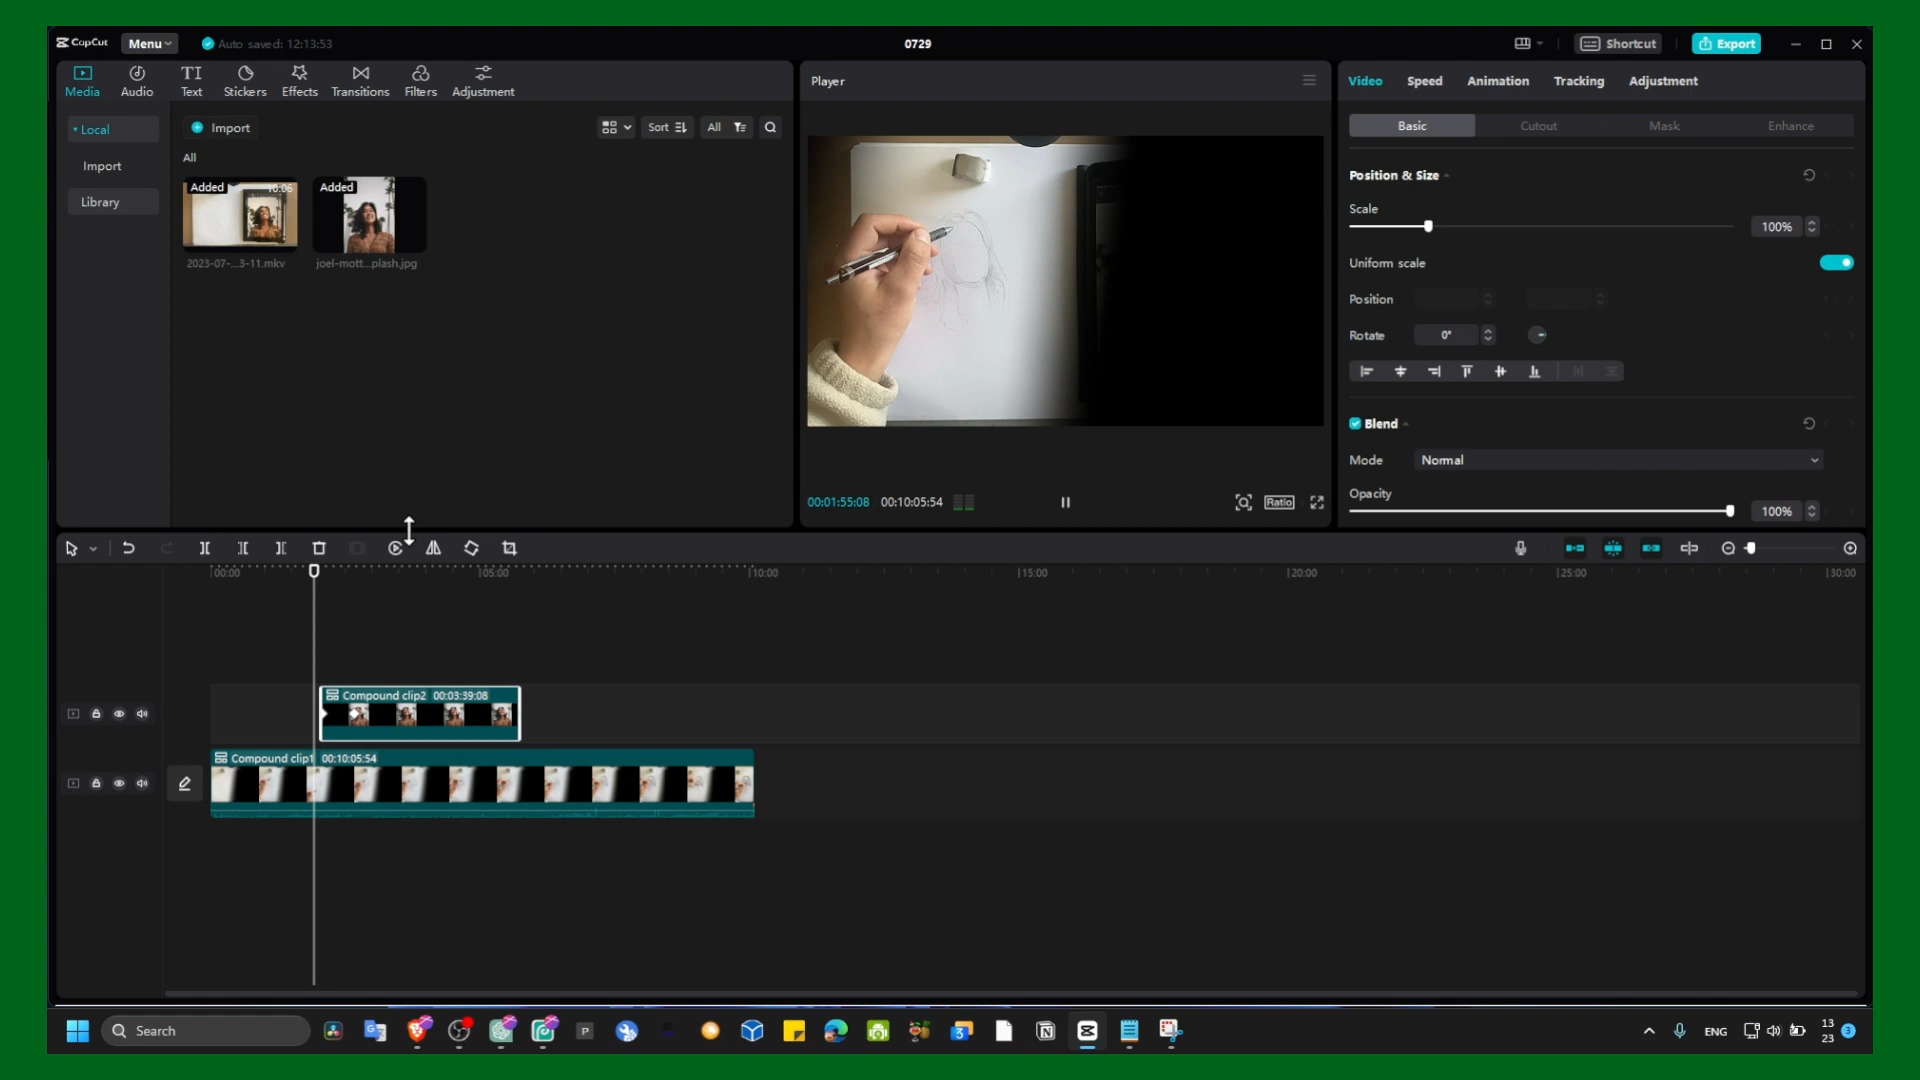 CapCut Menu Auto saved: 12:13:53 0729 Shortcut Export
Media Audio Text Stickers Effects Transitions Filters Adjustment
Player
Video Speed Animation Tracking Adjustment
Local
Import
Library
Import Sort All
All
Added 10:06 Added
2023-07-...3-11.mkv joel-mott...plash.jpg
Basic Cutout Mask Enhance
Position & Size
Scale
100%
Uniform scale
Position
Rotate 0°
Blend
Mode Normal
Opacity
100%
00:01:55:08 00:10:05:54 Ratio
00:00 05:00 10:00 15:00 20:00 25:00 30:00
Compound clip2 00:03:39:08
Compound clip1 00:10:05:54
Search
ENG
13
23
3